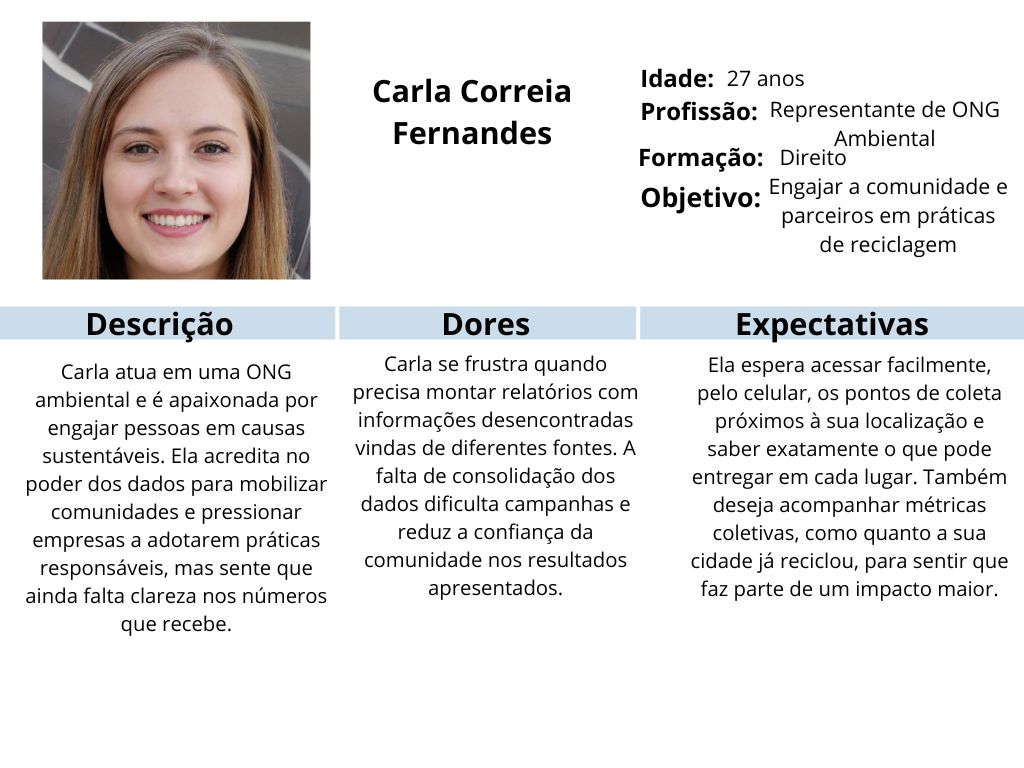 Carla Correia
Fernandes
Idade: 27 anos
Profissão: Representante de ONG
Ambiental
Formação: Direito
Objetivo: Engajar a comunidade e
parceiros em práticas
de reciclagem
Descrição
Carla atua em uma ONG
ambiental e é apaixonada por
engajar pessoas em causas
sustentáveis. Ela acredita no
poder dos dados para mobilizar
comunidades e pressionar
empresas a adotarem práticas
responsáveis, mas sente que
ainda falta clareza nos números
que recebe.
Dores
Carla se frustra quando
precisa montar relatórios com
informações desencontradas
vindas de diferentes fontes. A
falta de consolidação dos
dados dificulta campanhas e
reduz a confiança da
comunidade nos resultados
apresentados.
Expectativas
Ela espera acessar facilmente,
pelo celular, os pontos de coleta
próximos à sua localização e
saber exatamente o que pode
entregar em cada lugar. Também
deseja acompanhar métricas
coletivas, como quanto a sua
cidade já reciclou, para sentir que
faz parte de um impacto maior.